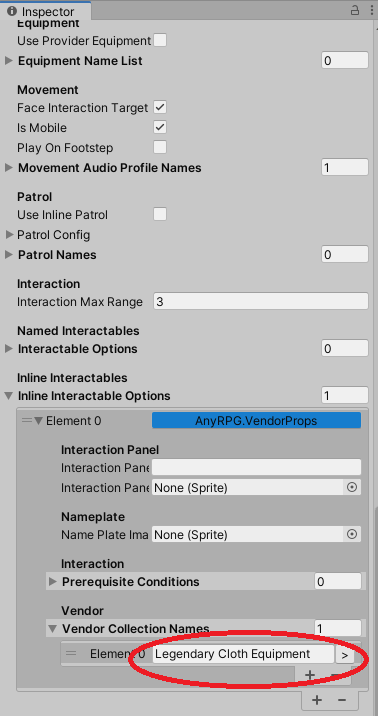 Inspector
Equipment
Use Provider Equipment
Equipment Name List 0
Movement
Face Interaction Target
Is Mobile
Play On Footstep
Movement Audio Profile Names 1
Patrol
Use Inline Patrol
Patrol Config
Patrol Names 0
Interaction
Interaction Max Range 3
Named Interactables
Interactable Options 0
Inline Interactables
Inline Interactable Options 1
Element 0 AnyRPG.VendorProps
Interaction Panel
Interaction Pane
Interaction Pane None (Sprite)
Nameplate
Name Plate Ima None (Sprite)
Interaction
Prerequisite Conditions 0
Vendor
Vendor Collection Names 1
Element 0 Legendary Cloth Equipment >
+ −
+ −